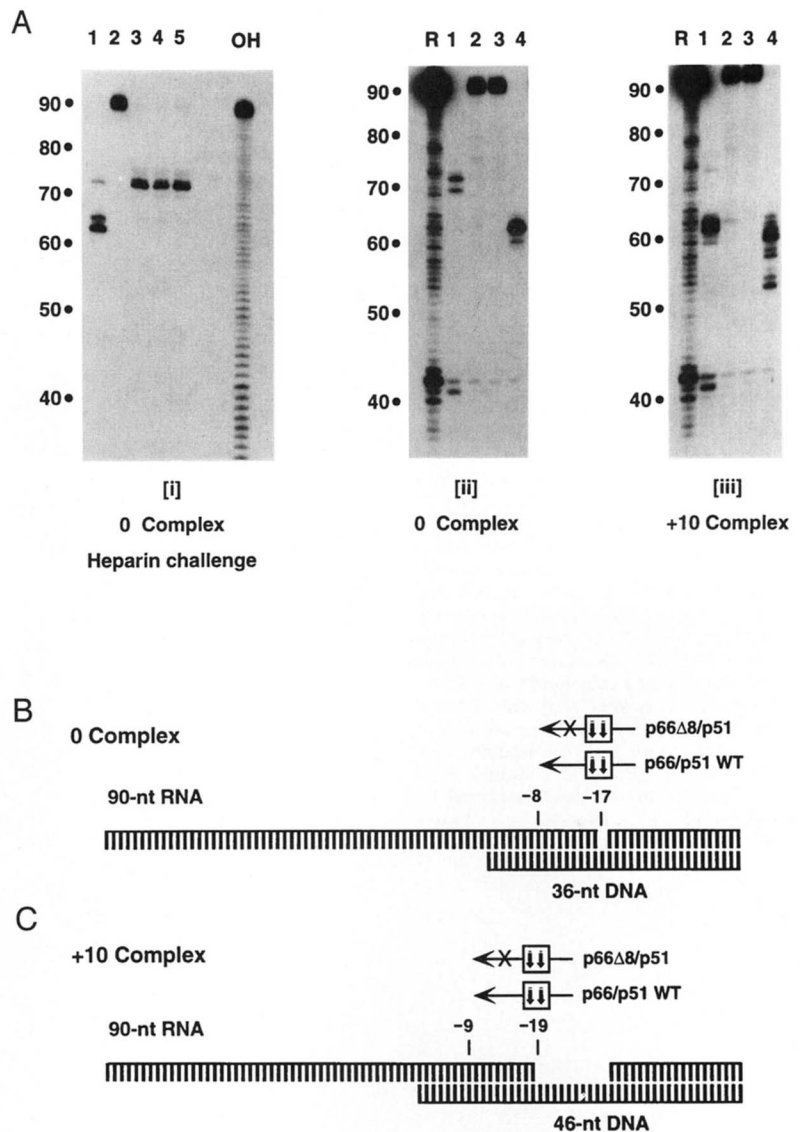 A
1 2 3 4 5 OH
90
80
70
60
50
40
[i]
0 Complex
Heparin challenge
R 1 2 3 4
90
80
70
60
50
40
[ii]
0 Complex
R 1 2 3 4
90
80
70
60
50
40
[iii]
+10 Complex
B
0 Complex
p66Δ8/p51
p66/p51 WT
90-nt RNA
–8
–17
36-nt DNA
C
+10 Complex
p66Δ8/p51
p66/p51 WT
90-nt RNA
–9
–19
46-nt DNA